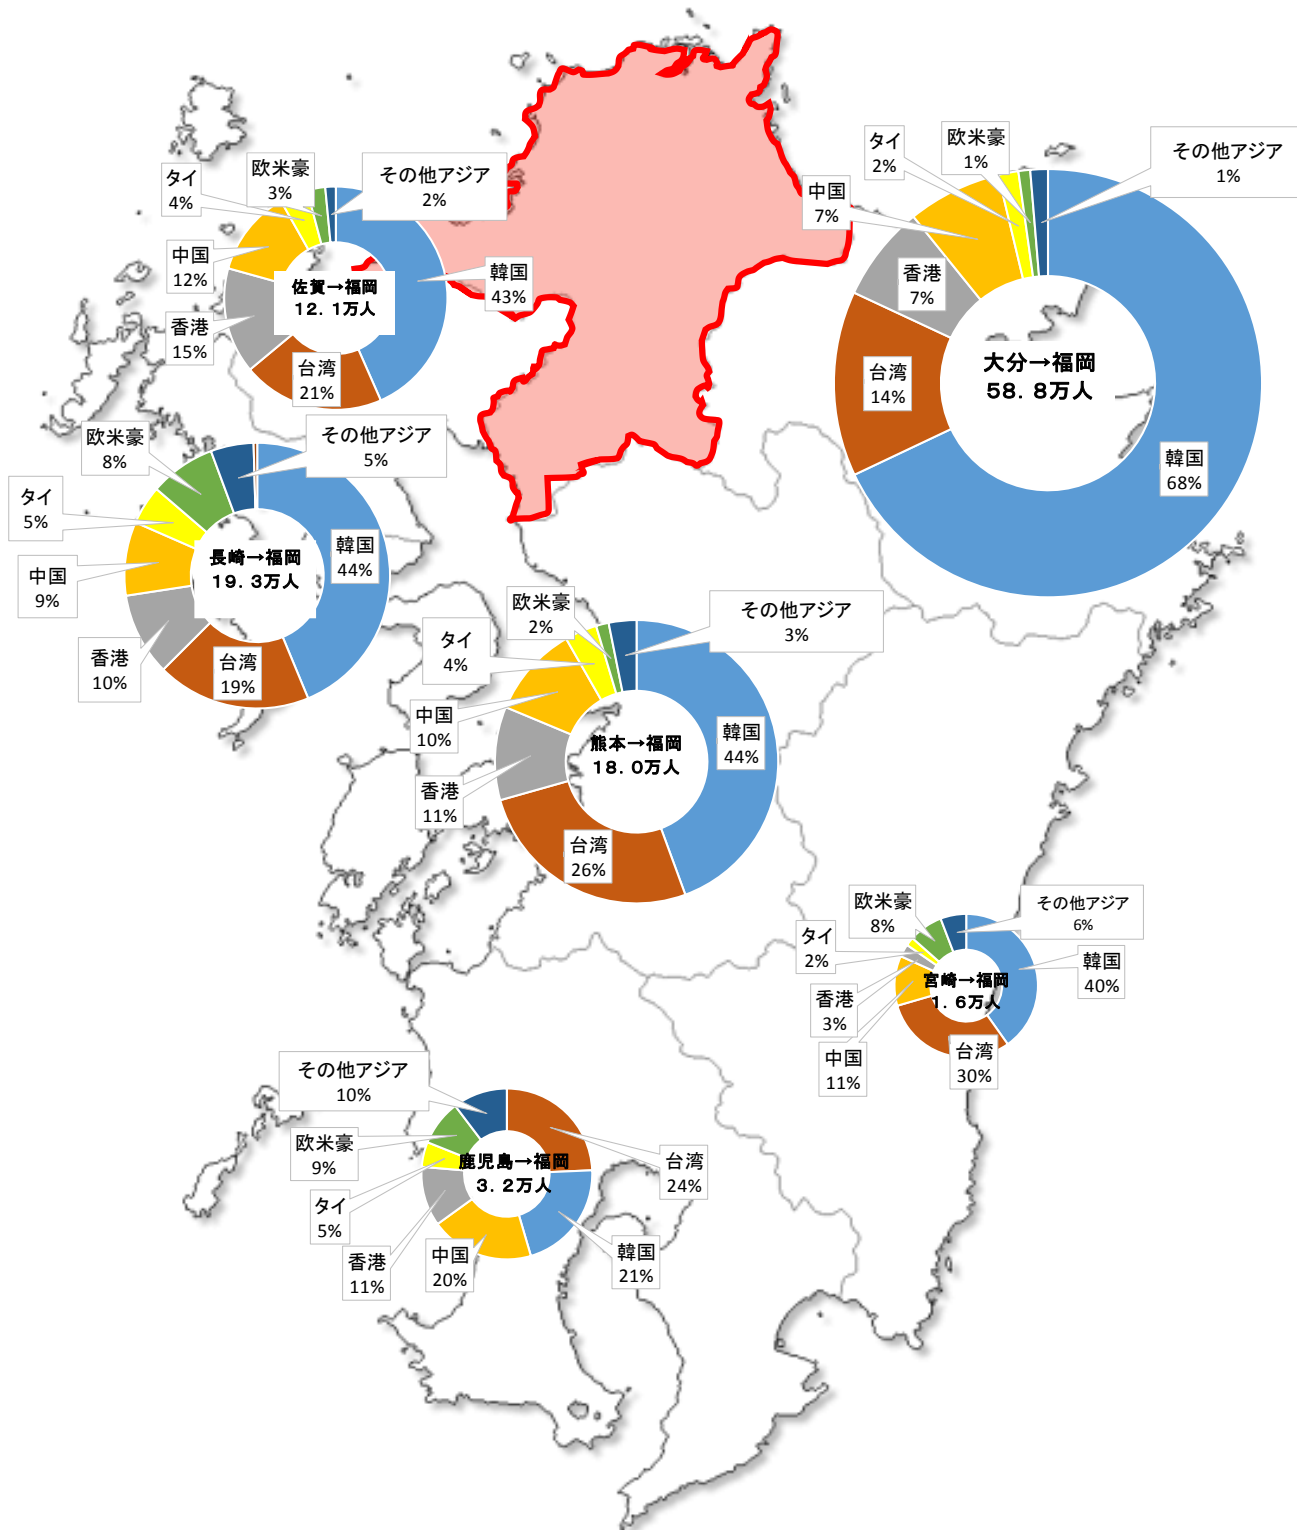 タイ
4%
欧米豪
3%
その他アジア
2%
中国
12%
香港
15%
台湾
21%
韓国
43%
佐賀→福岡
12．1万人
タイ
2%
欧米豪
1%
その他アジア
1%
中国
7%
香港
7%
台湾
14%
韓国
68%
大分→福岡
58．8万人
欧米豪
8%
その他アジア
5%
タイ
5%
中国
9%
香港
10%
台湾
19%
韓国
44%
長崎→福岡
19．3万人
欧米豪
2%
その他アジア
3%
タイ
4%
中国
10%
香港
11%
台湾
26%
韓国
44%
熊本→福岡
18．0万人
欧米豪
8%
その他アジア
6%
タイ
2%
香港
3%
中国
11%
台湾
30%
韓国
40%
宮崎→福岡
1．6万人
その他アジア
10%
欧米豪
9%
タイ
5%
香港
11%
中国
20%
韓国
21%
台湾
24%
鹿児島→福岡
3．2万人